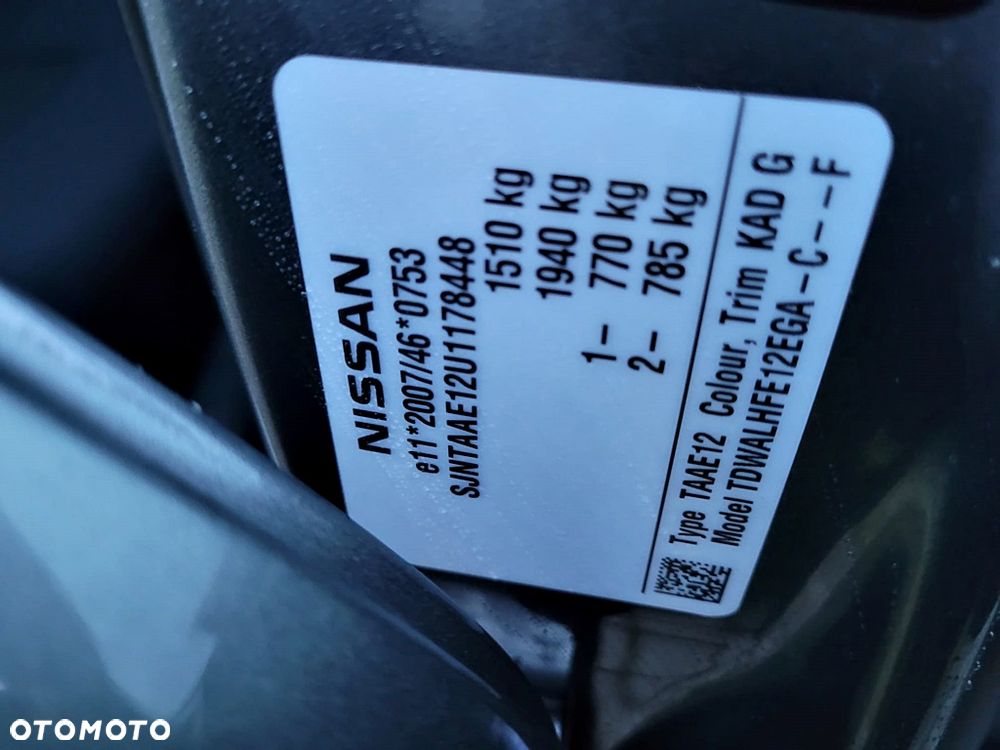 NISSAN
e11*2007/46*0753
SJNTAAE12U1178448
1510 kg
1940 kg
1– 770 kg
2– 785 kg
Type TAAE12 Colour, Trim KAD G
Model TDWALHFE12EGA–C––F
OTOMOTO